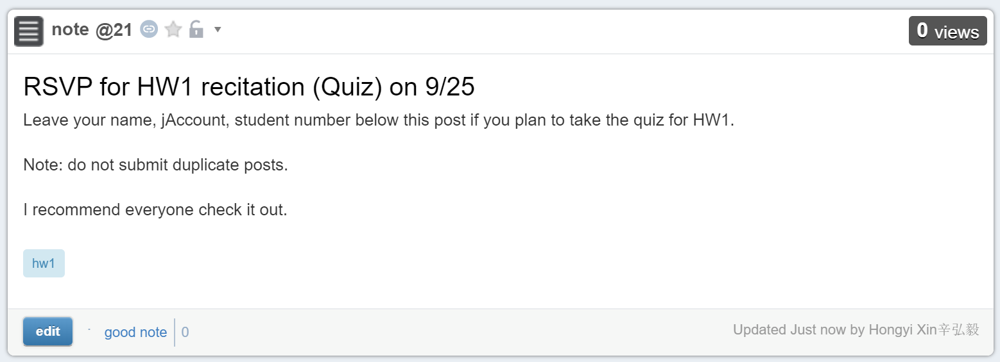 note @21
0 views
RSVP for HW1 recitation (Quiz) on 9/25
Leave your name, jAccount, student number below this post if you plan to take the quiz for HW1.
Note: do not submit duplicate posts.
I recommend everyone check it out.
hw1
edit · good note 0
Updated Just now by Hongyi Xin辛弘毅